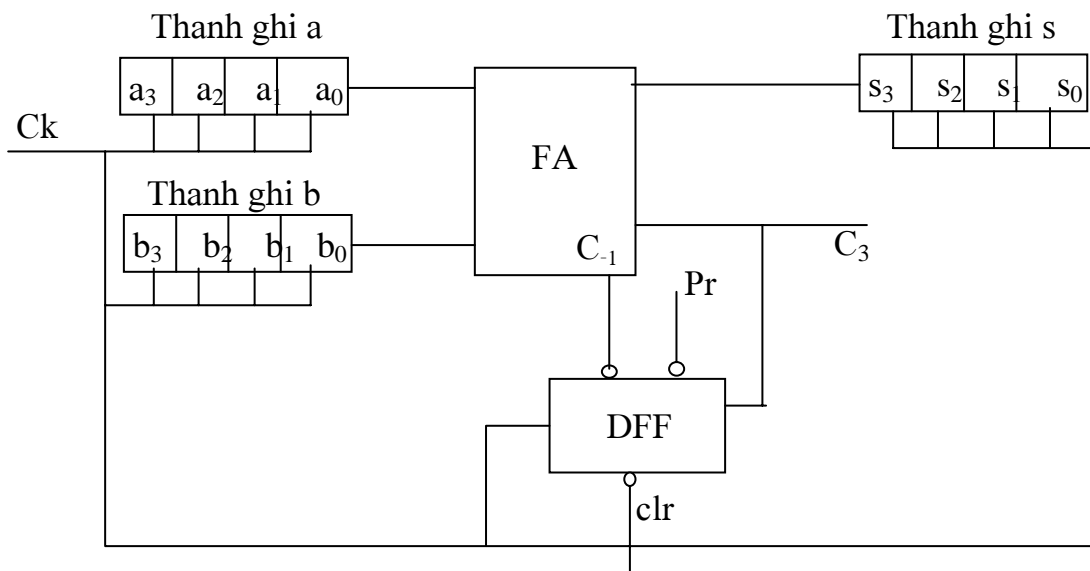 Thanh ghi a
Thanh ghi s
a₃ a₂ a₁ a₀
s₃ s₂ s₁ s₀
Ck
FA
Thanh ghi b
b₃ b₂ b₁ b₀
C₋₁
C₃
Pr
DFF
clr